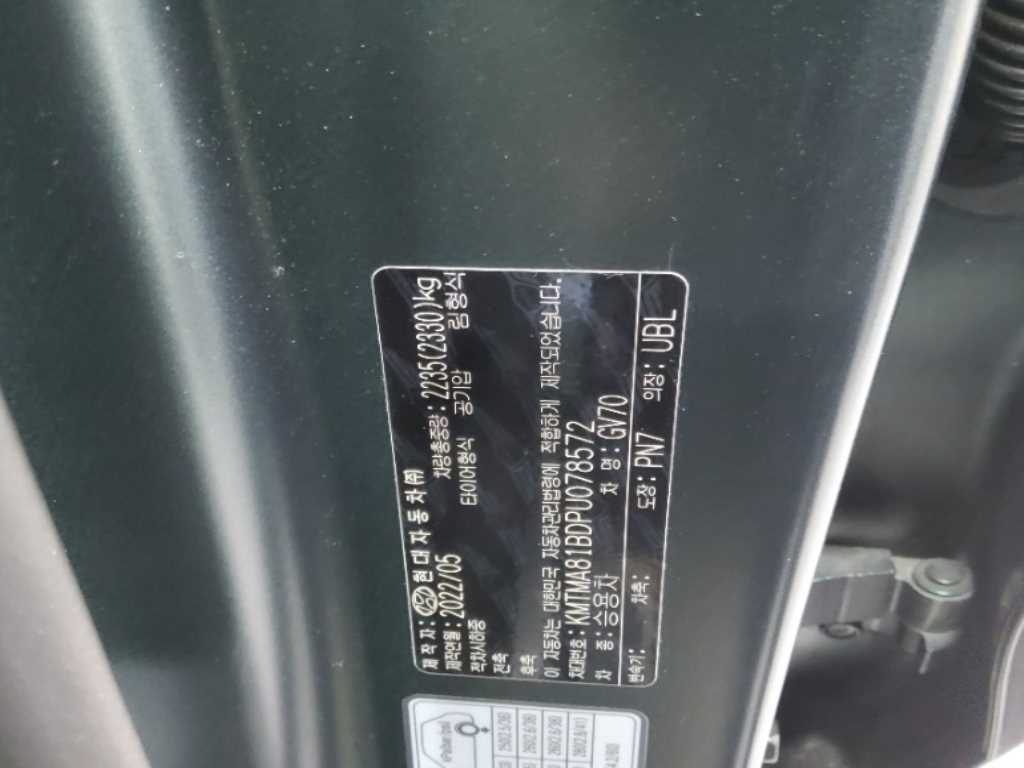 제 작 자: 현 대 자 동 차 (주)
제작연월: 2022/05 차량총중량: 2235(2330)kg
적차시하중 타이어형식 공기압 림형식
전축
후축
이 자동차는 대한민국 자동차관리법령에 적합하게 제작되었습니다.
차대번호: KMTMA81BDPU078572
차 종: 승용차 차 명: GV70
변속기: 차축: 도장: PN7 의장: UBL